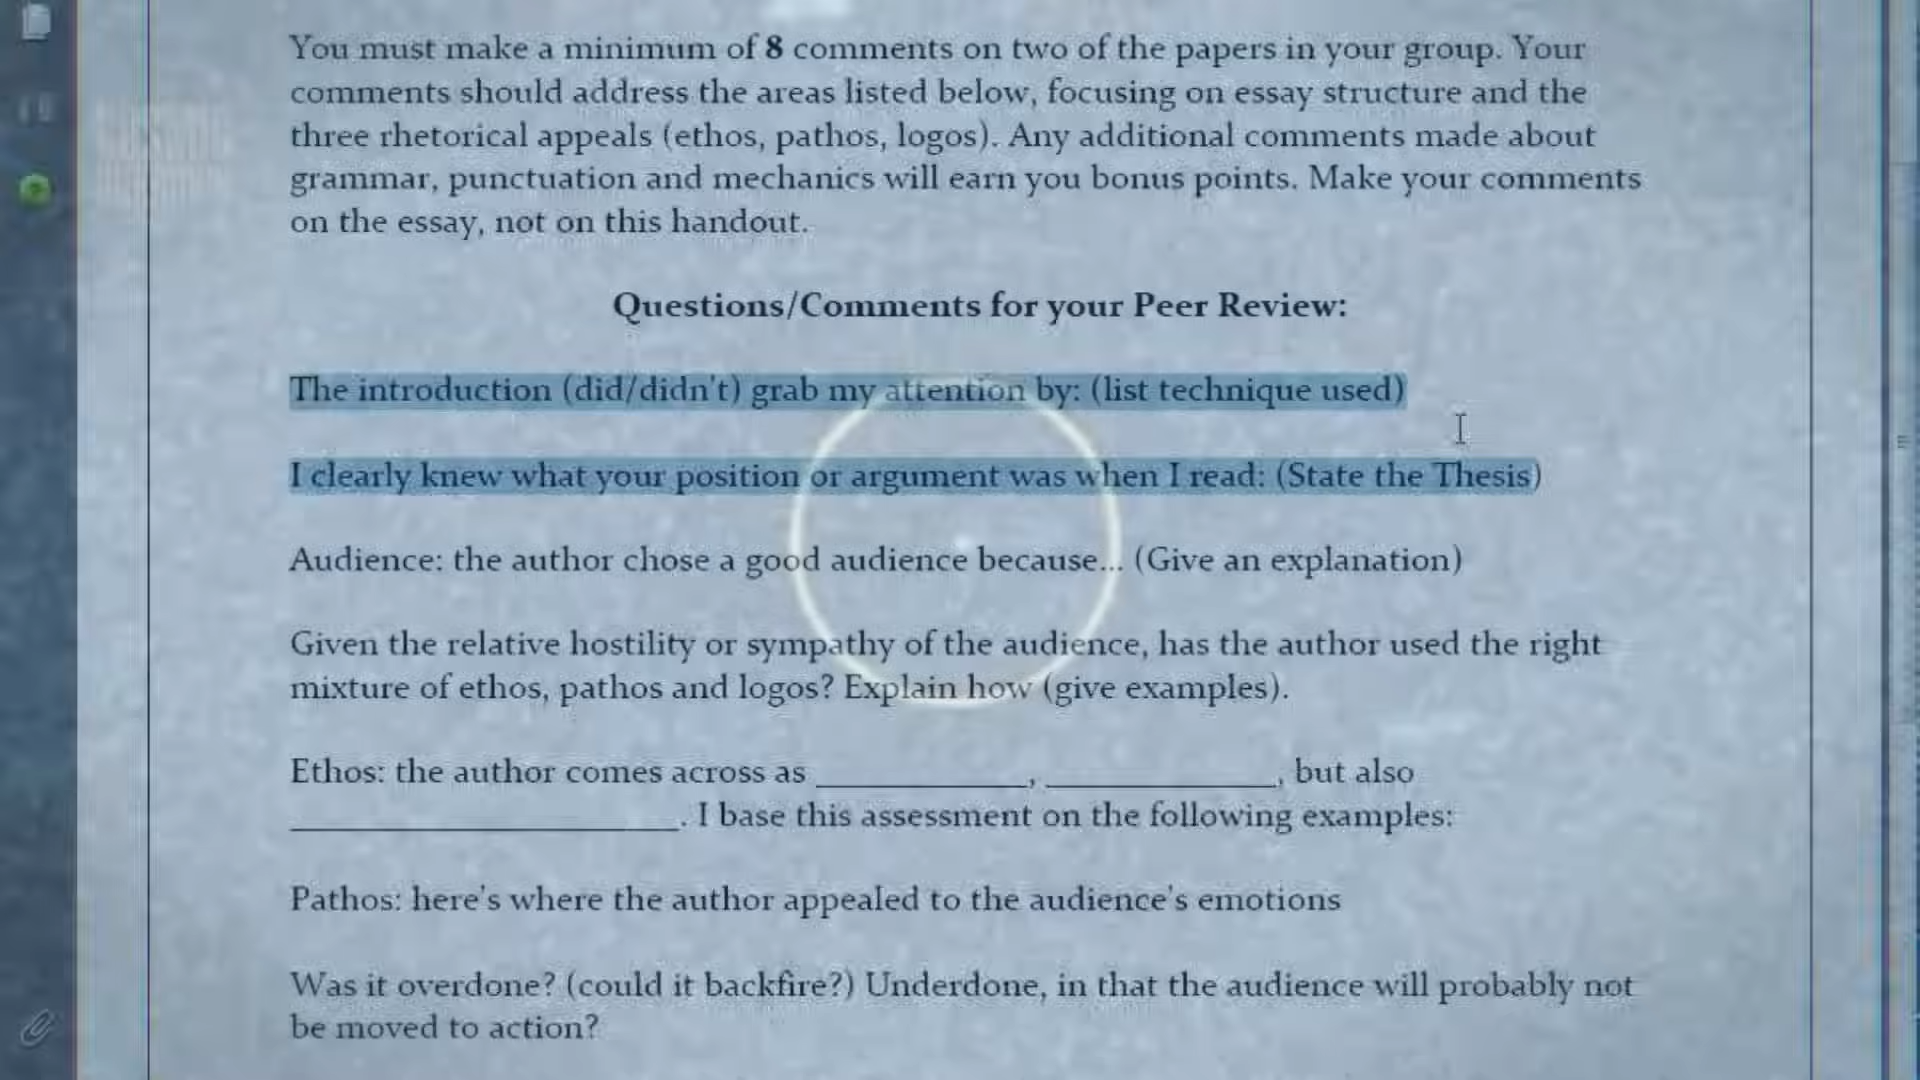 You must make a minimum of 8 comments on two of the papers in your group. Your
comments should address the areas listed below, focusing on essay structure and the
three rhetorical appeals (ethos, pathos, logos). Any additional comments made about
grammar, punctuation and mechanics will earn you bonus points. Make your comments
on the essay, not on this handout.
Questions/Comments for your Peer Review:
The introduction (did/didn't) grab my attention by: (list technique used)
I clearly knew what your position or argument was when I read: (State the Thesis)
Audience: the author chose a good audience because... (Give an explanation)
Given the relative hostility or sympathy of the audience, has the author used the right
mixture of ethos, pathos and logos? Explain how (give examples).
Ethos: the author comes across as ____________, _____________, but also
______________________. I base this assessment on the following examples:
Pathos: here's where the author appealed to the audience's emotions
Was it overdone? (could it backfire?) Underdone, in that the audience will probably not
be moved to action?